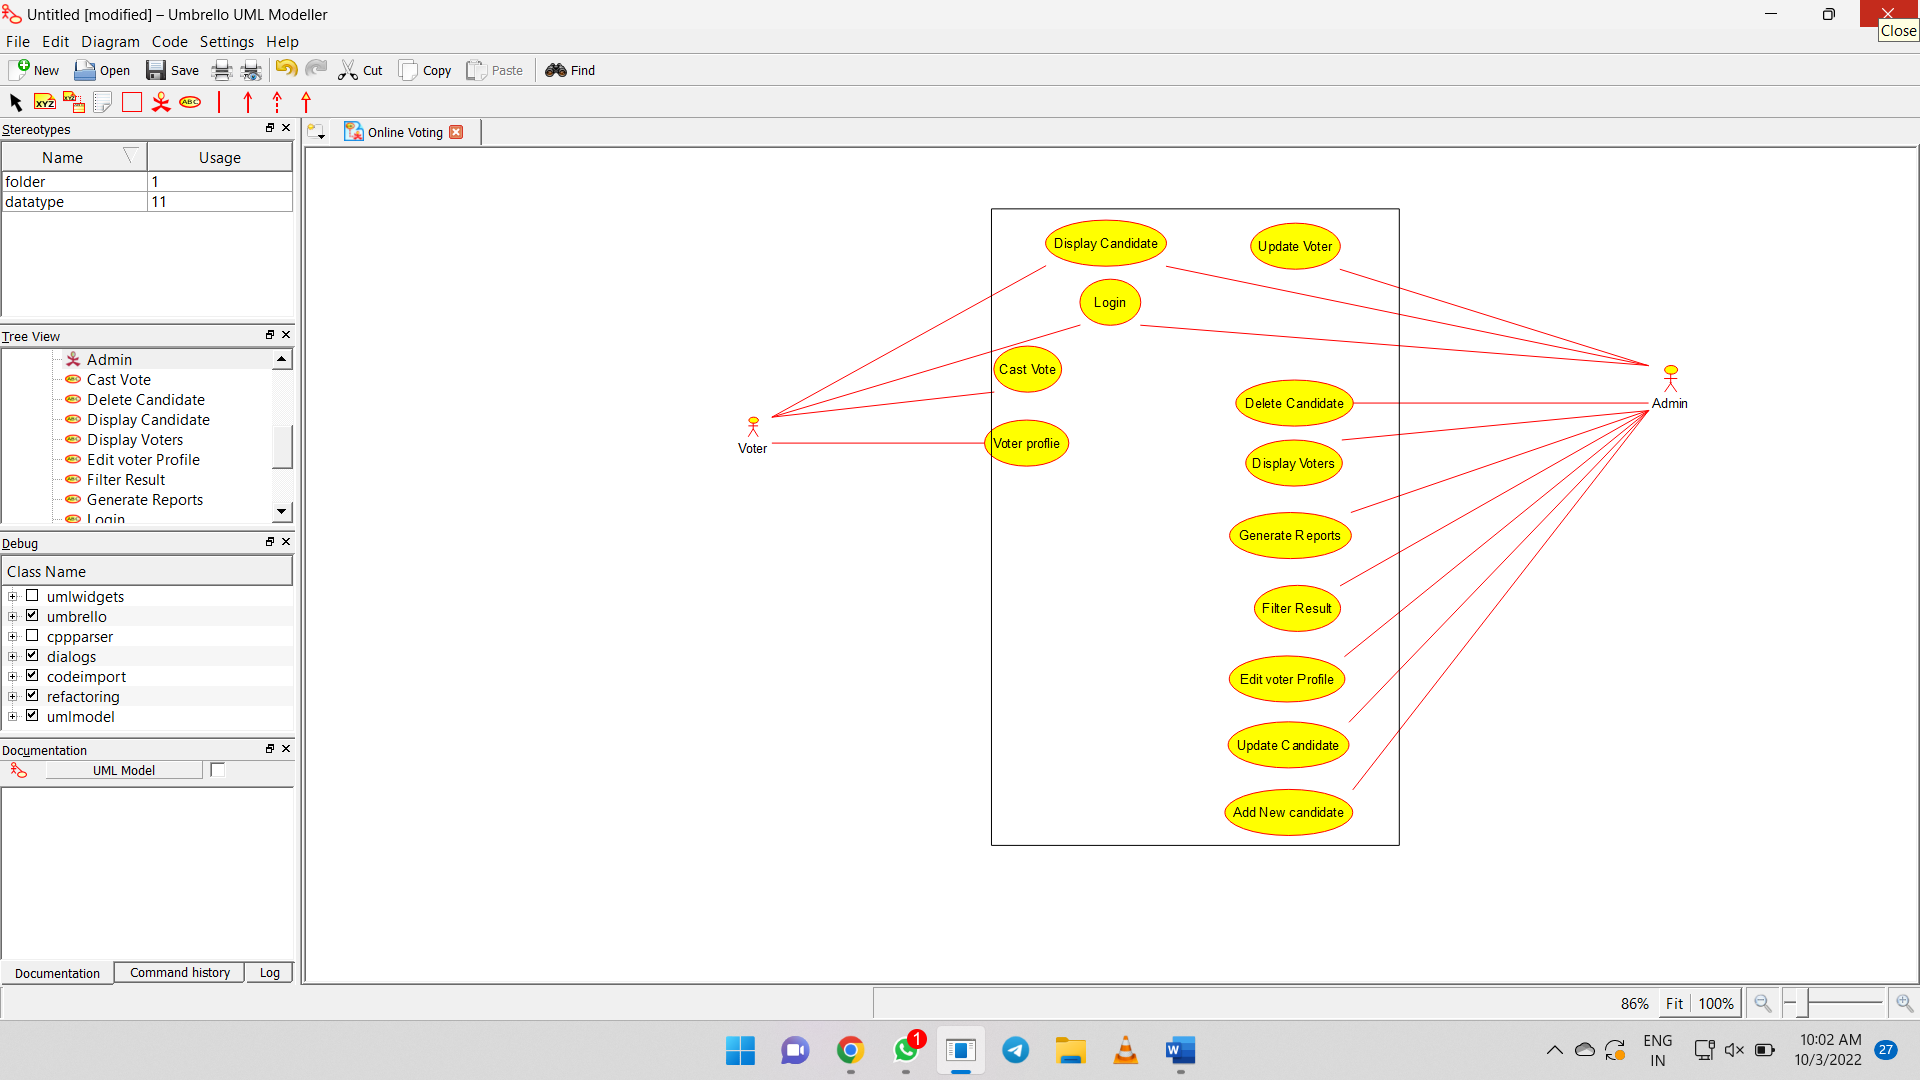 Untitled [modified] – Umbrello UML Modeller
Close
File Edit Diagram Code Settings Help
New Open Save Cut Copy Paste Find
XYZ XYZ ABC
Stereotypes
Online Voting
Name Usage
folder 1
datatype 11
Tree View
Admin
Cast Vote
Delete Candidate
Display Candidate
Display Voters
Edit voter Profile
Filter Result
Generate Reports
Login
Debug
Class Name
umlwidgets
umbrello
cppparser
dialogs
codeimport
refactoring
umlmodel
Documentation
UML Model
Documentation Command history Log
Display Candidate
Update Voter
Login
Cast Vote
Voter proflie
Voter
Admin
Delete Candidate
Display Voters
Generate Reports
Filter Result
Edit voter Profile
Update Candidate
Add New candidate
86% Fit 100%
1
W
ENG
IN
10:02 AM
10/3/2022
27